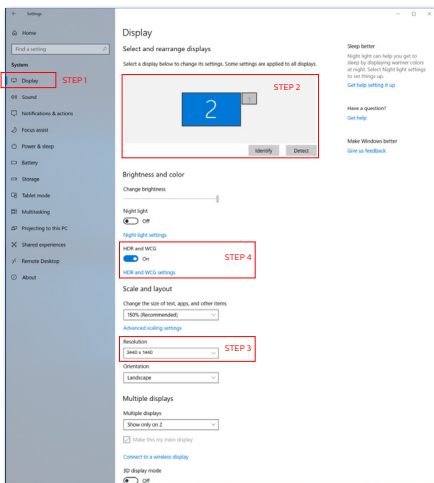 Settings
Home
Find a setting
System
Display
STEP 1
Sound
Notifications & actions
Focus assist
Power & sleep
Battery
Storage
Tablet mode
Multitasking
Projecting to this PC
Shared experiences
Remote Desktop
About
Display
Select and rearrange displays
Select a display below to change its settings. Some settings are applied to all displays.
STEP 2
2
1
Identify
Detect
Brightness and color
Change brightness
Night light
Off
Night light settings
HDR and WCG
On
STEP 4
HDR and WCG settings
Scale and layout
Change the size of text, apps, and other items
150% (Recommended)
Advanced scaling settings
Resolution
3440 x 1440
STEP 3
Orientation
Landscape
Multiple displays
Multiple displays
Show only on 2
Make this my main display
Connect to a wireless display
3D display mode
Off
Sleep better
Night light can help you get to
sleep by displaying warmer colors
at night. Select Night light settings
to set things up.
Get help setting it up
Have a question?
Get help
Make Windows better
Give us feedback